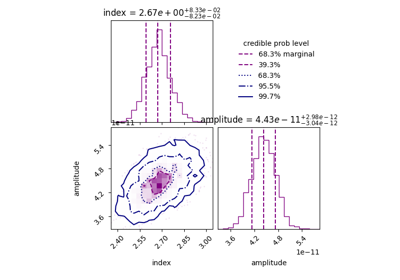 index = 2.67e+00+8.33e−02−8.23e−02
credible prob level
68.3% marginal
39.3%
68.3%
95.5%
99.7%
1e−11
amplitude = 4.43e−11+2.98e−12−3.04e−12
5.4
4.8
4.2
3.6
amplitude
2.40
2.55
2.70
2.85
3.00
index
3.6
4.2
4.8
5.4
1e−11
amplitude